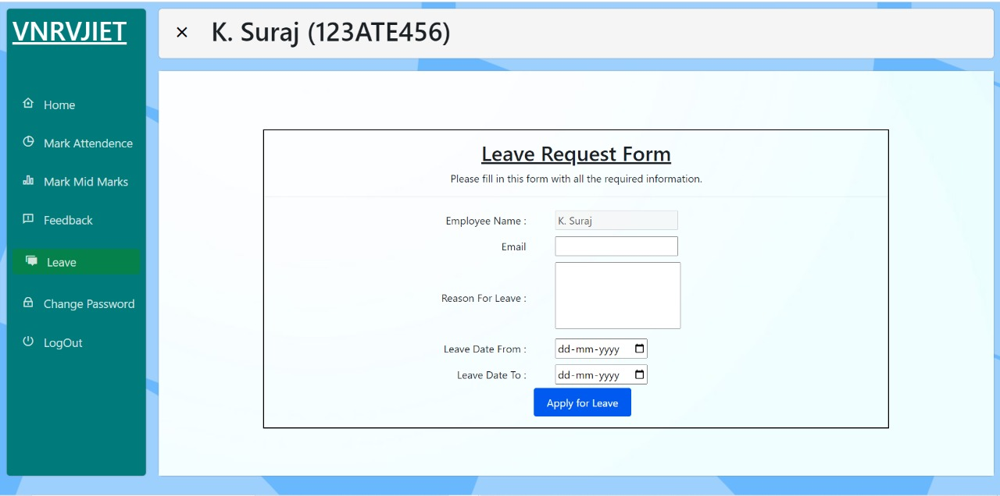 VNRVJIET
Home
Mark Attendence
Mark Mid Marks
Feedback
Leave
Change Password
LogOut
× K. Suraj (123ATE456)
Leave Request Form
Please fill in this form with all the required information.
Employee Name : K. Suraj
Email
Reason For Leave :
Leave Date From : dd-mm-yyyy
Leave Date To : dd-mm-yyyy
Apply for Leave